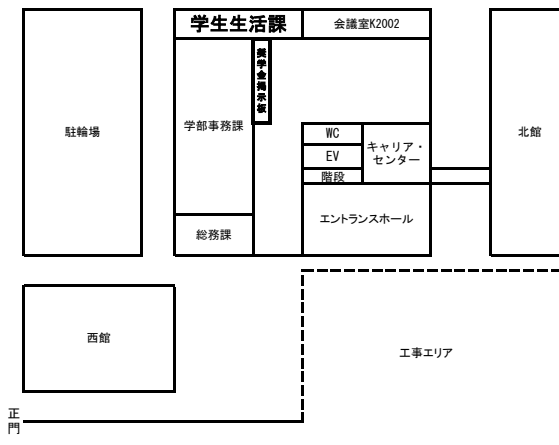 学生生活課
会議室K2002
奨学金掲示板
駐輪場
学部事務課
WC
EV
階段
キャリア・
センター
北館
総務課
エントランスホール
西館
工事エリア
正
門